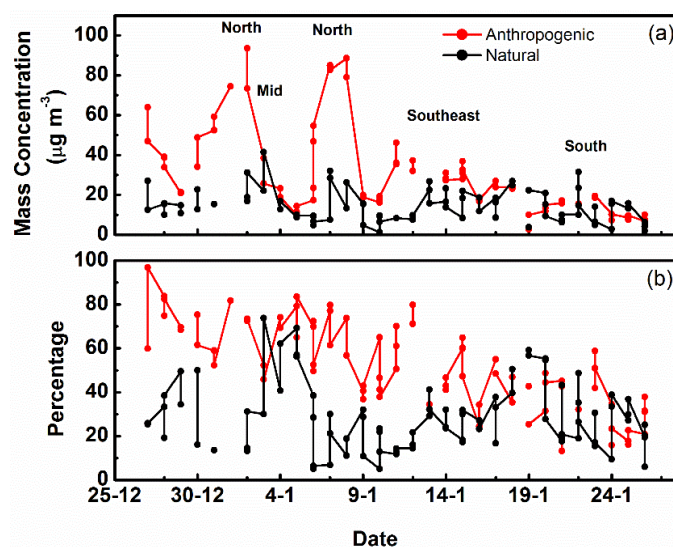 North
North
Anthropogenic
Natural
(a)
Mid
Southeast
South
Mass Concentration
(μg m⁻³)
100
80
60
40
20
0
(b)
Percentage
100
80
60
40
20
0
25-12
30-12
4-1
9-1
14-1
19-1
24-1
Date